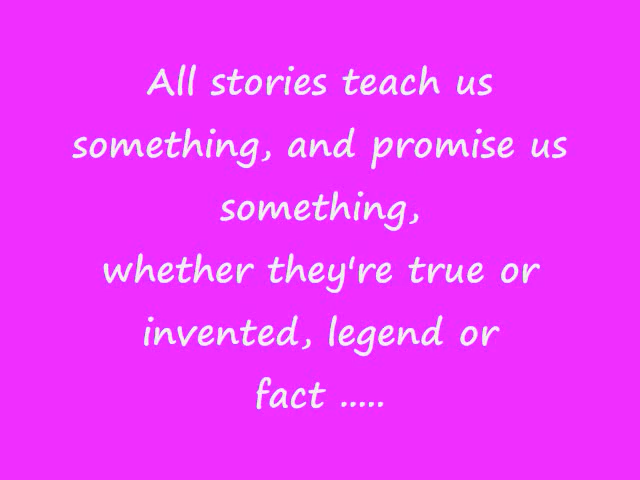 All stories teach us
something, and promise us
something,
whether they're true or
invented, legend or
fact .....